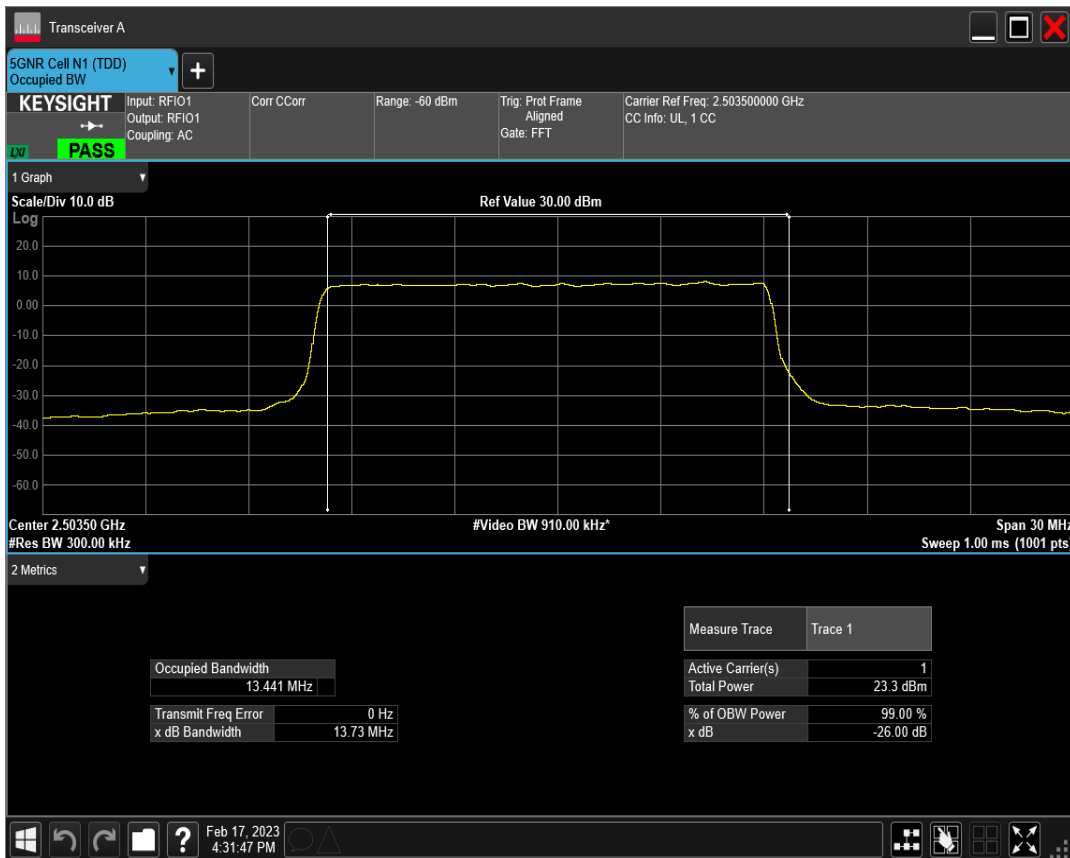 Transceiver A
5GNR Cell N1 (TDD)
Occupied BW
+
KEYSIGHT
LXI
PASS
Input: RFIO1
Output: RFIO1
Coupling: AC
Corr CCorr
Range: -60 dBm
Trig: Prot Frame
Aligned
Gate: FFT
Carrier Ref Freq: 2.503500000 GHz
CC Info: UL, 1 CC
1 Graph
Scale/Div 10.0 dB
Ref Value 30.00 dBm
Log
20.0
10.0
0.00
-10.0
-20.0
-30.0
-40.0
-50.0
-60.0
Center 2.50350 GHz
#Video BW 910.00 kHz*
Span 30 MHz
#Res BW 300.00 kHz
Sweep 1.00 ms (1001 pts)
2 Metrics
Measure Trace Trace 1
Occupied Bandwidth
13.441 MHz
Active Carrier(s) 1
Total Power 23.3 dBm
Transmit Freq Error 0 Hz
x dB Bandwidth 13.73 MHz
% of OBW Power 99.00 %
x dB -26.00 dB
?
Feb 17, 2023
4:31:47 PM